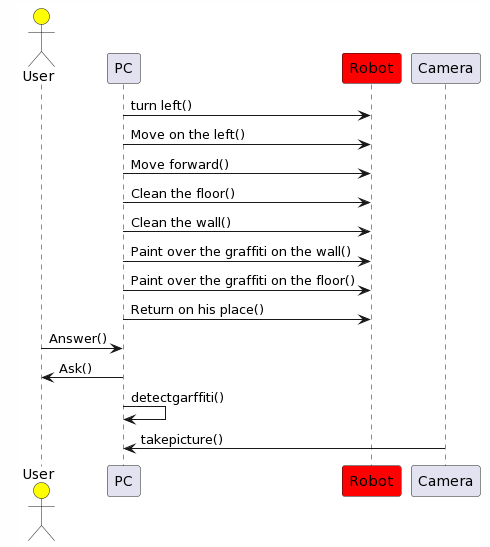 User
PC
Robot
Camera
turn left()
Move on the left()
Move forward()
Clean the floor()
Clean the wall()
Paint over the graffiti on the wall()
Paint over the graffiti on the floor()
Return on his place()
Answer()
Ask()
detectgarffiti()
takepicture()
User
PC
Robot
Camera